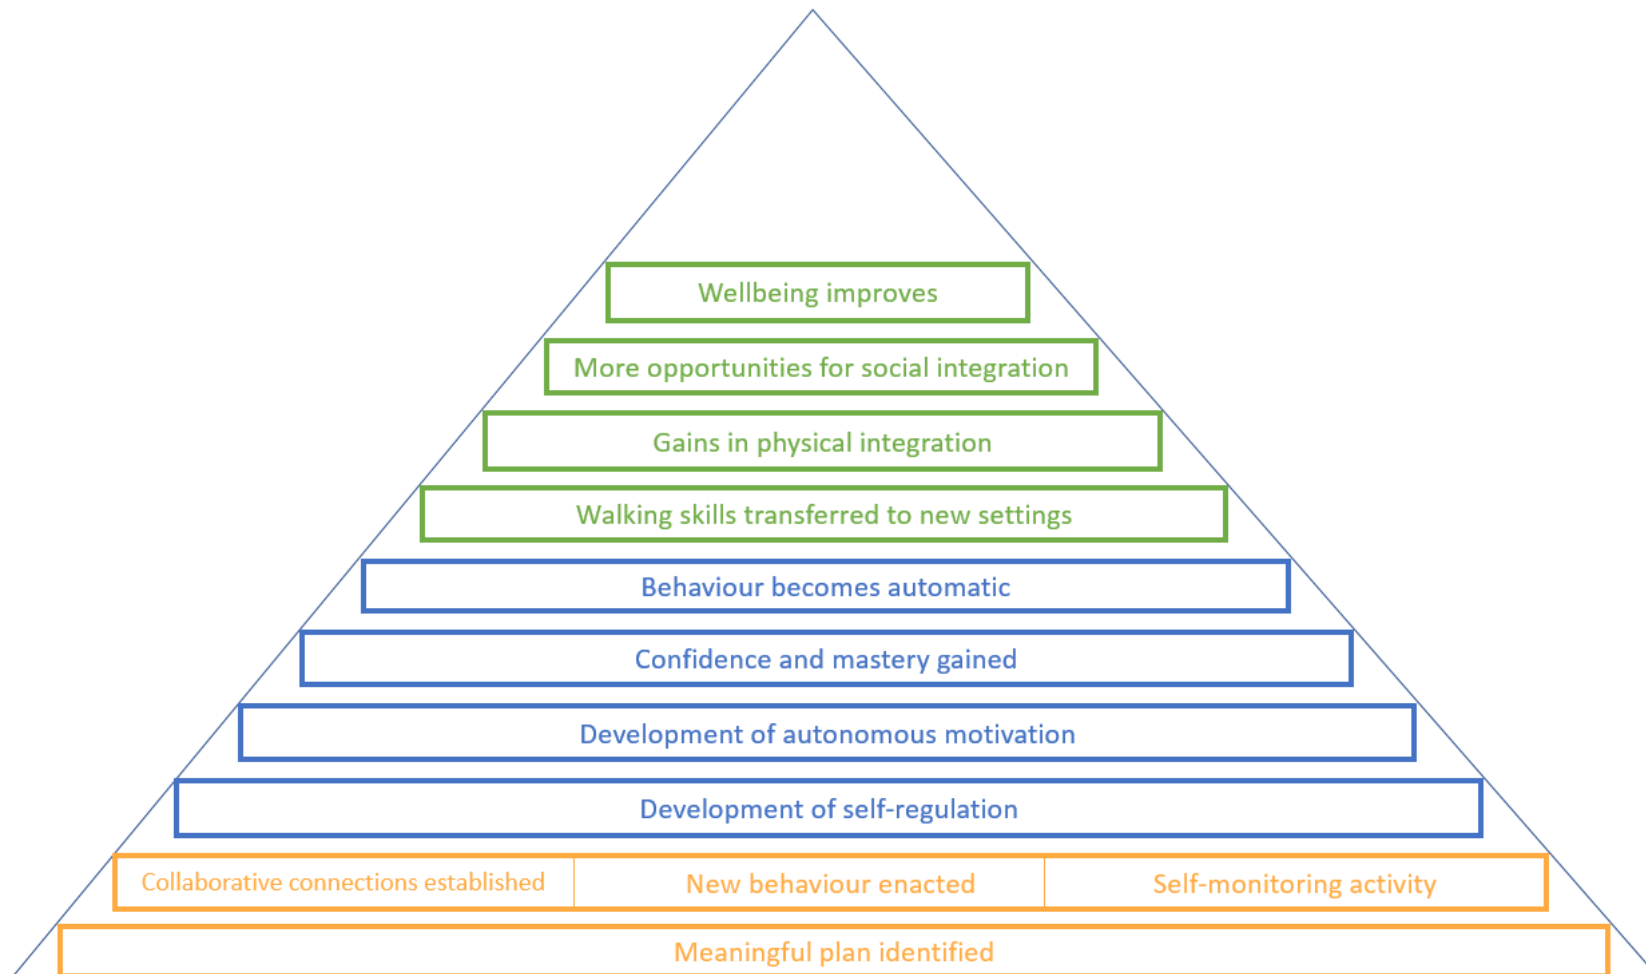 Wellbeing improves
More opportunities for social integration
Gains in physical integration
Walking skills transferred to new settings
Behaviour becomes automatic
Confidence and mastery gained
Development of autonomous motivation
Development of self-regulation
Collaborative connections established
New behaviour enacted
Self-monitoring activity
Meaningful plan identified